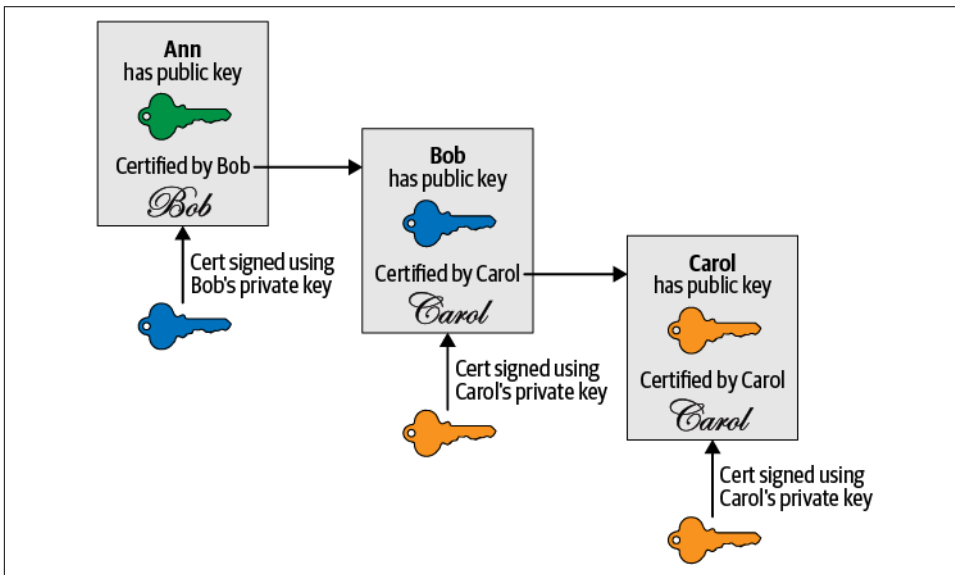 Ann
has public key
Certified by Bob
Bob
Cert signed using
Bob's private key
Bob
has public key
Certified by Carol
Carol
Cert signed using
Carol's private key
Carol
has public key
Certified by Carol
Carol
Cert signed using
Carol's private key